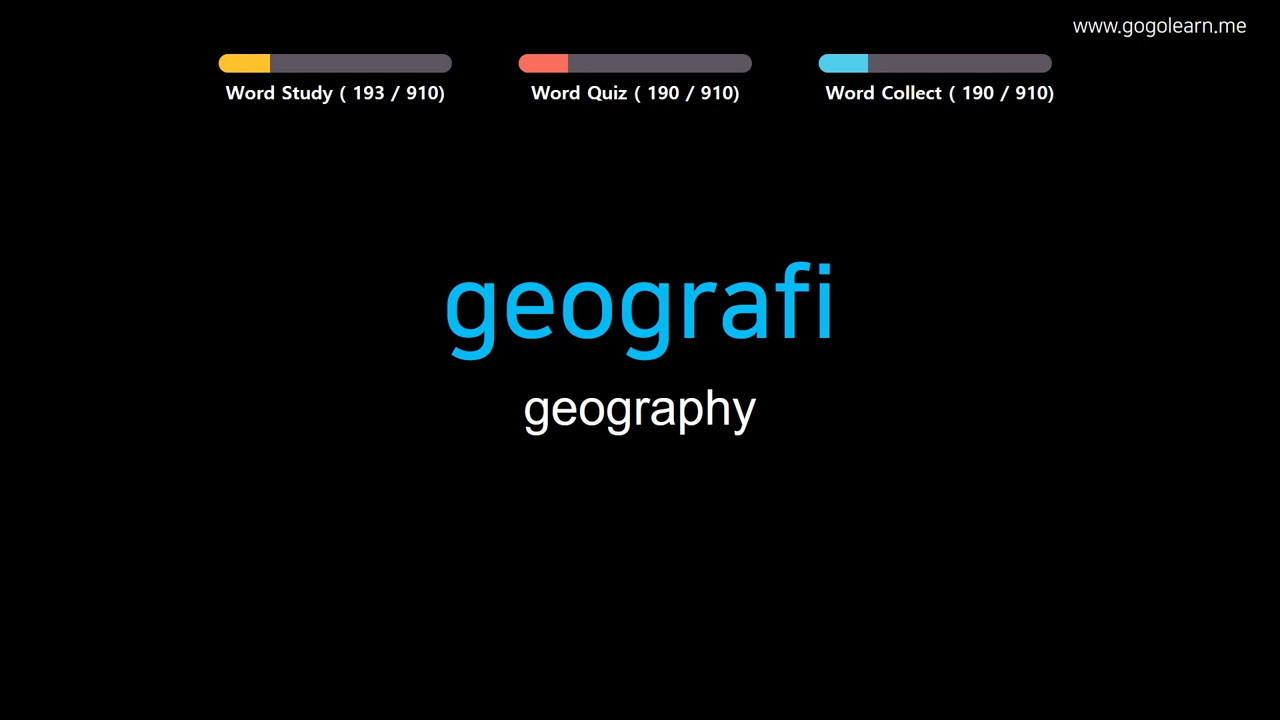 www.gogolearn.me
Word Study ( 193 / 910)
Word Quiz ( 190 / 910)
Word Collect ( 190 / 910)
geografi
geography